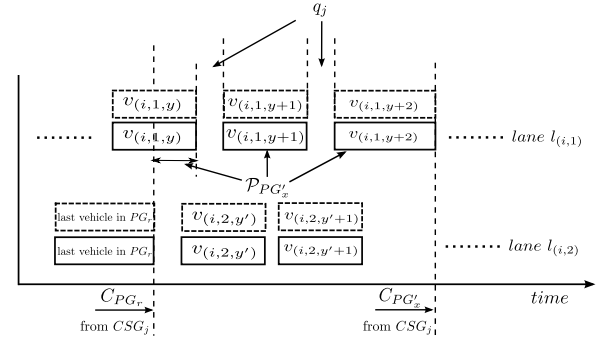 q_j
v_(i,1,y) v_(i,1,y+1) v_(i,1,y+2)
v_(i,1,y) v_(i,1,y+1) v_(i,1,y+2) lane l_(i,1)
𝒫_PG′_x
last vehicle in PG_r v_(i,2,y′) v_(i,2,y′+1)
last vehicle in PG_r v_(i,2,y′) v_(i,2,y′+1) lane l_(i,2)
C_PG_r C_PG′_x time
from CSG_j from CSG_j